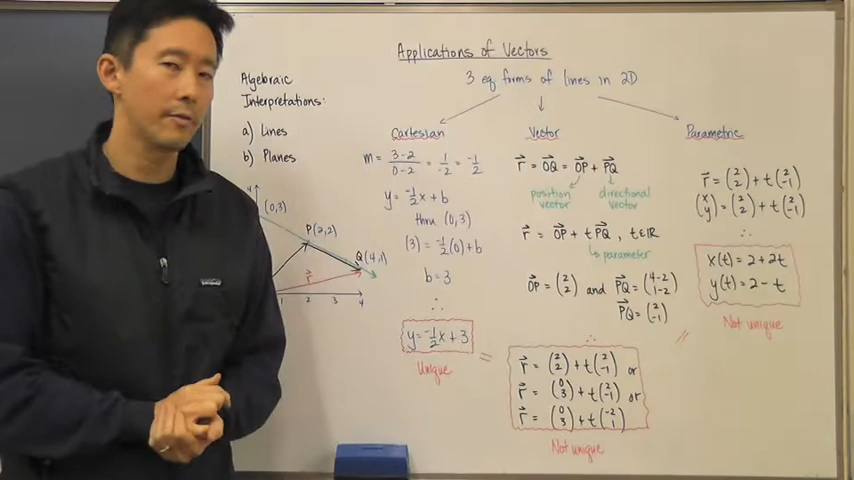 Applications of Vectors
3 eq forms of lines in 2D
Algebraic
Interpretations:
a) Lines
b) Planes
4
(0,3)
P(2,2)
Q(4,1)
r
1 2 3 4
Cartesian
m = 3-2/0-2 = 1/-2 = -1/2
y = -1/2 x + b
thru (0,3)
(3) = -1/2 (0) + b
b = 3
∴
y = -1/2 x + 3
Unique
=
Vector
r⃗ = OQ⃗ = OP⃗ + PQ⃗
position vector
directional vector
r⃗ = OP⃗ + t PQ⃗ , t∈ℝ
↳ parameter
OP⃗ = (2 2) and PQ⃗ = (4-2 1-2)
PQ⃗ = (2 -1)
∴
r⃗ = (2 2) + t (2 -1) or
r⃗ = (0 3) + t (2 -1) or
r⃗ = (0 3) + t (-2 1)
Not unique
=
Parametric
r⃗ = (2 2) + t (2 -1)
(x y) = (2 2) + t (2 -1)
∴
x(t) = 2 + 2t
y(t) = 2 - t
Not unique